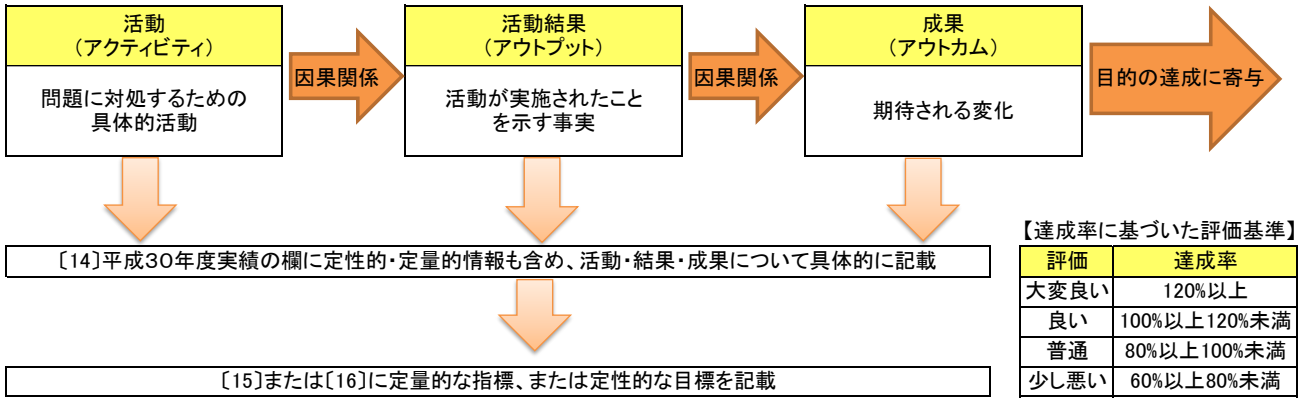 活動
（アクティビティ）
問題に対処するための
具体的活動
因果関係
活動結果
（アウトプット）
活動が実施されたこと
を示す事実
因果関係
成果
（アウトカム）
期待される変化
目的の達成に寄与
〔14〕平成３０年度実績の欄に定性的・定量的情報も含め、活動・結果・成果について具体的に記載
〔15〕または〔16〕に定量的な指標、または定性的な目標を記載
【達成率に基づいた評価基準】
評価 達成率
大変良い 120%以上
良い 100%以上120%未満
普通 80%以上100%未満
少し悪い 60%以上80%未満